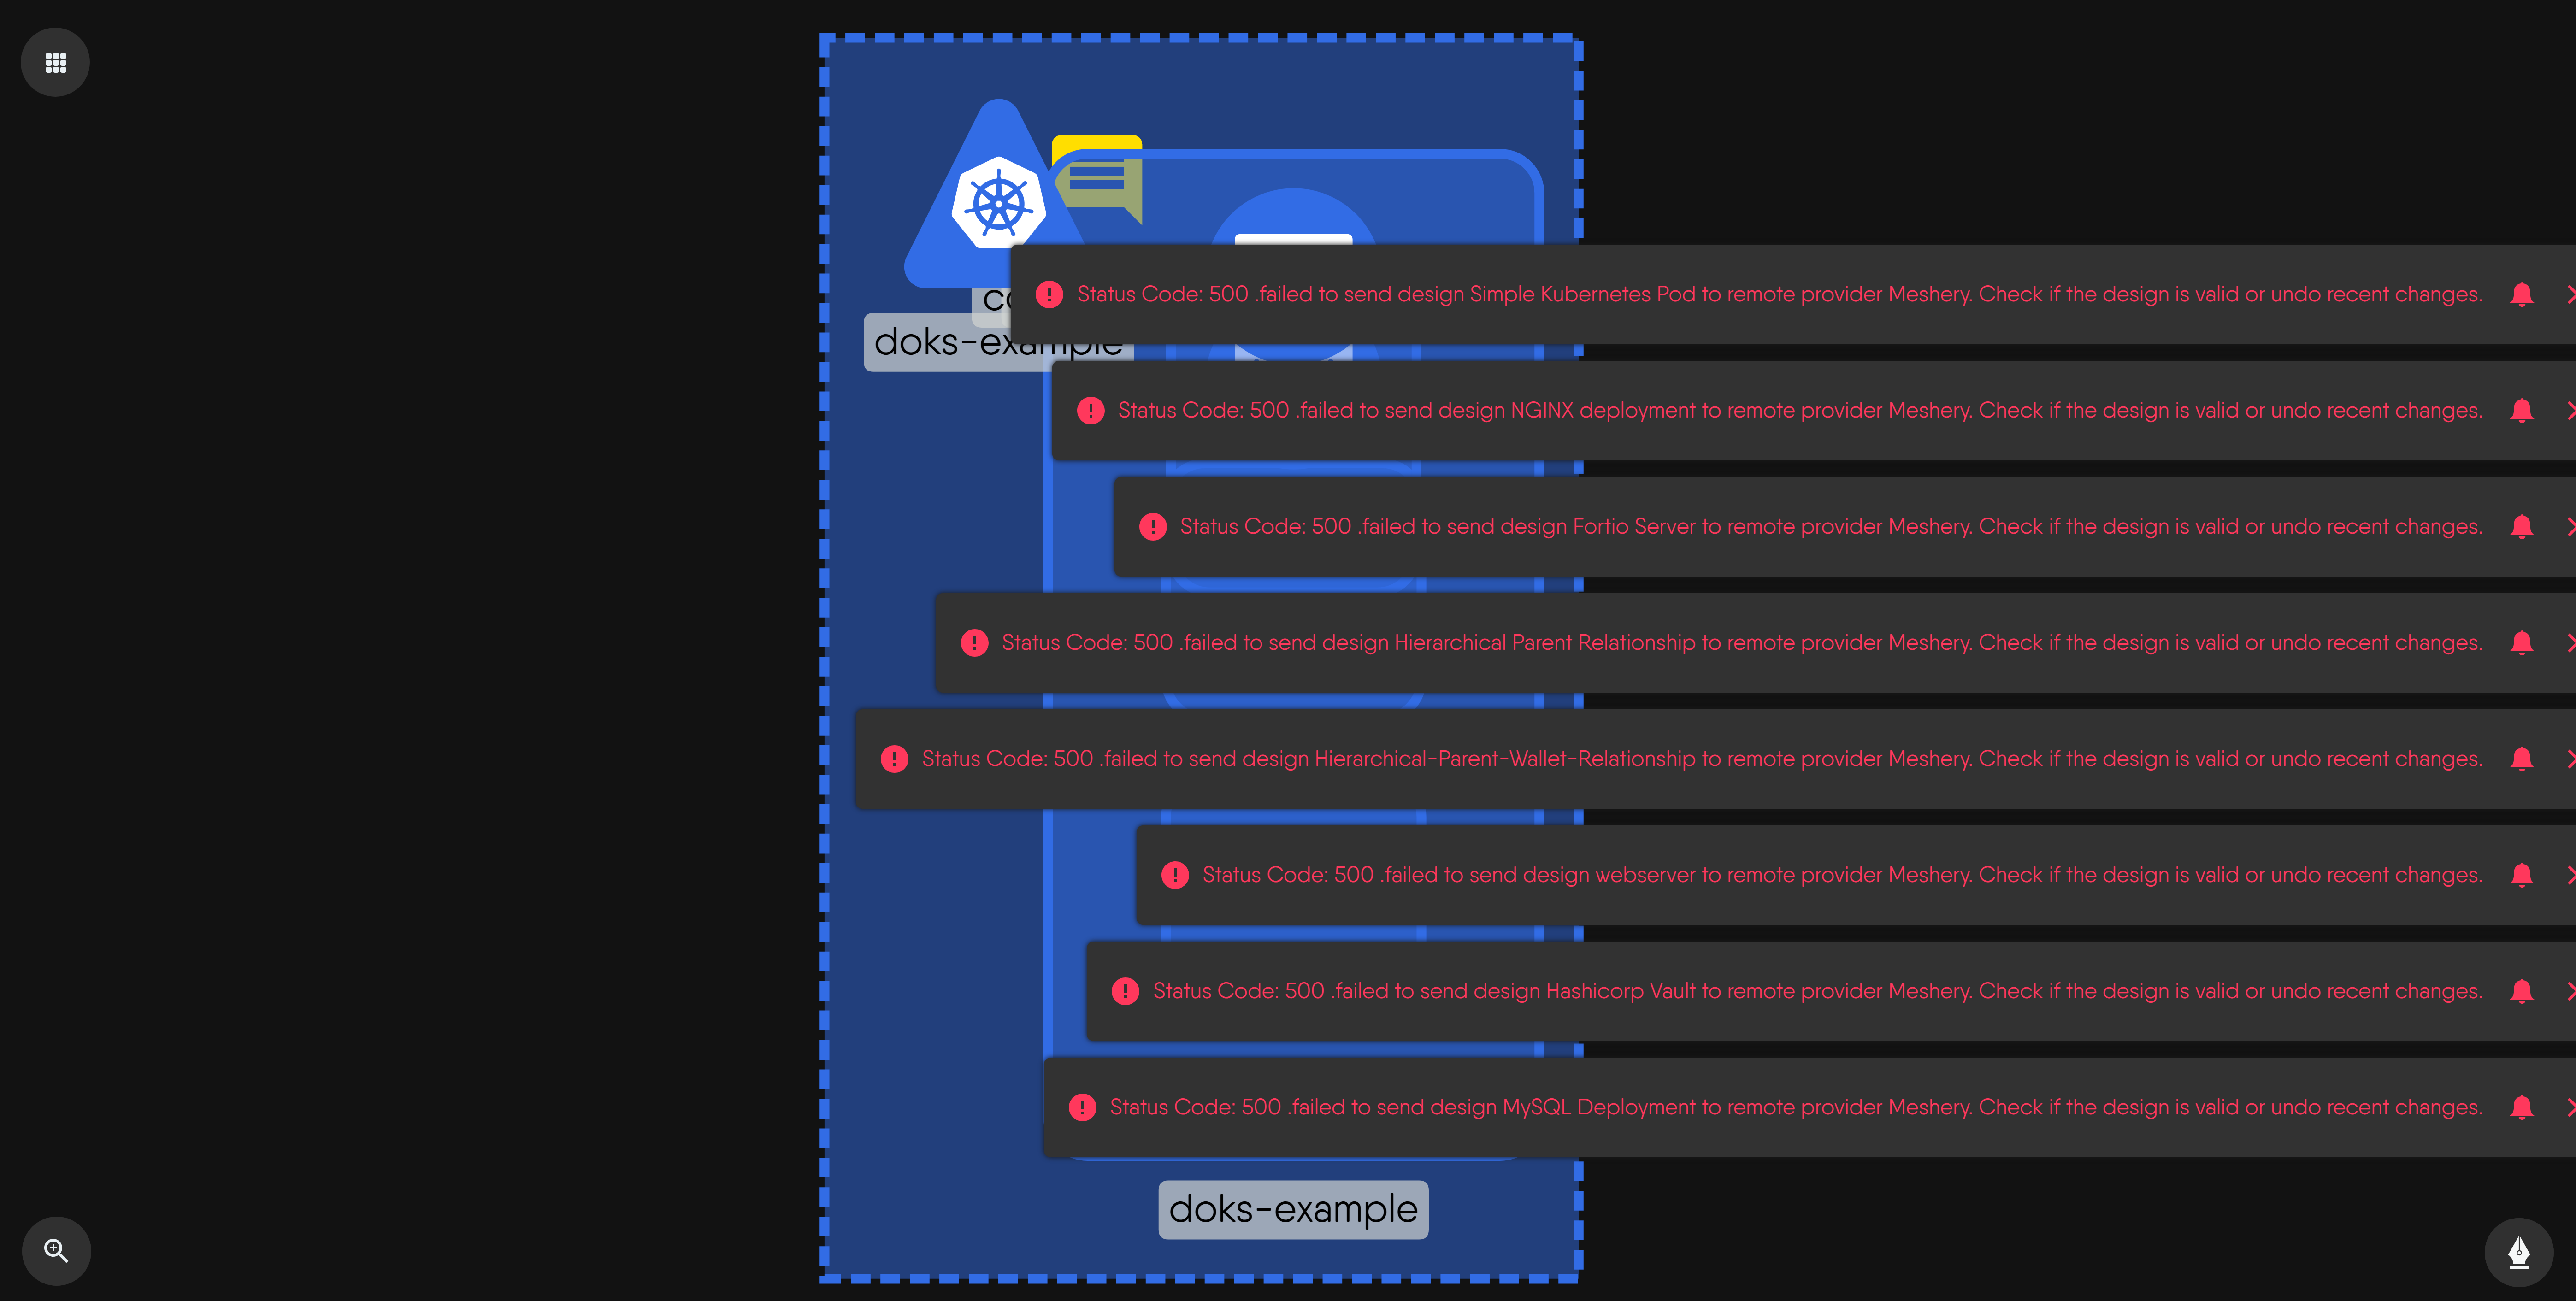 Status Code: 500 .failed to send design Simple Kubernetes Pod to remote provider Meshery. Check if the design is valid or undo recent changes.
doks-example
Status Code: 500 .failed to send design NGINX deployment to remote provider Meshery. Check if the design is valid or undo recent changes.
Status Code: 500 .failed to send design Fortio Server to remote provider Meshery. Check if the design is valid or undo recent changes.
Status Code: 500 .failed to send design Hierarchical Parent Relationship to remote provider Meshery. Check if the design is valid or undo recent changes.
Status Code: 500 .failed to send design Hierarchical-Parent-Wallet-Relationship to remote provider Meshery. Check if the design is valid or undo recent changes.
Status Code: 500 .failed to send design webserver to remote provider Meshery. Check if the design is valid or undo recent changes.
Status Code: 500 .failed to send design Hashicorp Vault to remote provider Meshery. Check if the design is valid or undo recent changes.
Status Code: 500 .failed to send design MySQL Deployment to remote provider Meshery. Check if the design is valid or undo recent changes.
doks-example